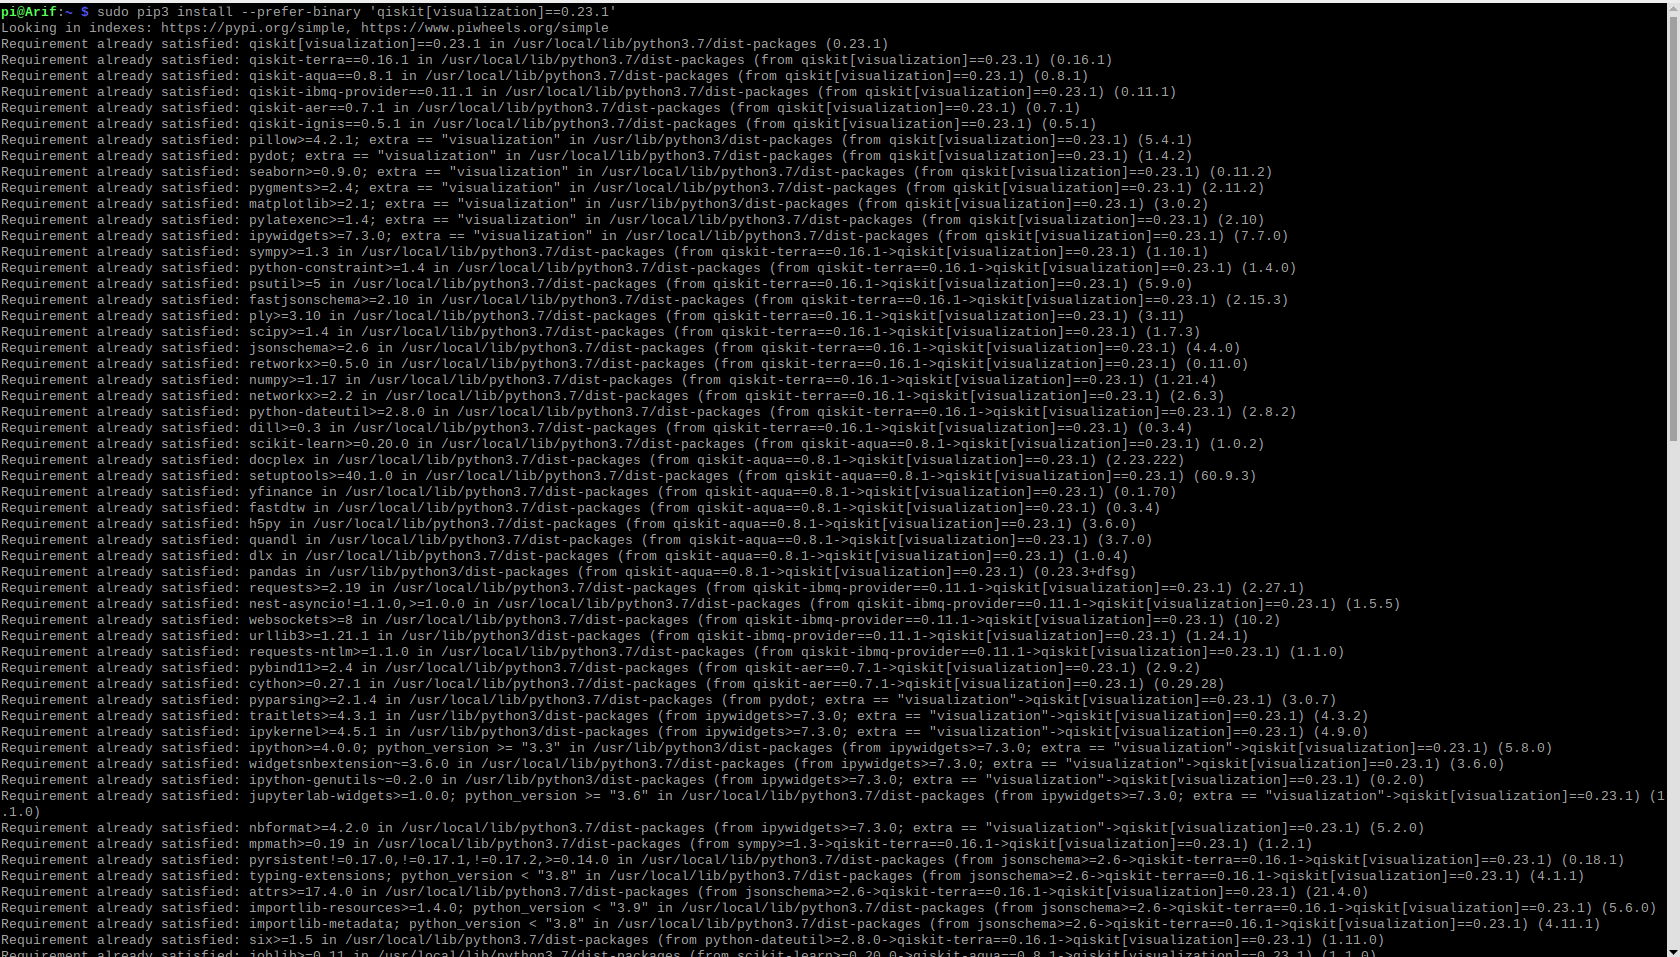 pi@Arif:~ $ sudo pip3 install --prefer-binary 'qiskit[visualization]==0.23.1'
Looking in indexes: https://pypi.org/simple, https://www.piwheels.org/simple
Requirement already satisfied: qiskit[visualization]==0.23.1 in /usr/local/lib/python3.7/dist-packages (0.23.1)
Requirement already satisfied: qiskit-terra==0.16.1 in /usr/local/lib/python3.7/dist-packages (from qiskit[visualization]==0.23.1) (0.16.1)
Requirement already satisfied: qiskit-aqua==0.8.1 in /usr/local/lib/python3.7/dist-packages (from qiskit[visualization]==0.23.1) (0.8.1)
Requirement already satisfied: qiskit-ibmq-provider==0.11.1 in /usr/local/lib/python3.7/dist-packages (from qiskit[visualization]==0.23.1) (0.11.1)
Requirement already satisfied: qiskit-aer==0.7.1 in /usr/local/lib/python3.7/dist-packages (from qiskit[visualization]==0.23.1) (0.7.1)
Requirement already satisfied: qiskit-ignis==0.5.1 in /usr/local/lib/python3.7/dist-packages (from qiskit[visualization]==0.23.1) (0.5.1)
Requirement already satisfied: pillow>=4.2.1; extra == "visualization" in /usr/lib/python3/dist-packages (from qiskit[visualization]==0.23.1) (5.4.1)
Requirement already satisfied: pydot; extra == "visualization" in /usr/local/lib/python3.7/dist-packages (from qiskit[visualization]==0.23.1) (1.4.2)
Requirement already satisfied: seaborn>=0.9.0; extra == "visualization" in /usr/local/lib/python3.7/dist-packages (from qiskit[visualization]==0.23.1) (0.11.2)
Requirement already satisfied: pygments>=2.4; extra == "visualization" in /usr/local/lib/python3.7/dist-packages (from qiskit[visualization]==0.23.1) (2.11.2)
Requirement already satisfied: matplotlib>=2.1; extra == "visualization" in /usr/lib/python3/dist-packages (from qiskit[visualization]==0.23.1) (3.0.2)
Requirement already satisfied: pylatexenc>=1.4; extra == "visualization" in /usr/local/lib/python3.7/dist-packages (from qiskit[visualization]==0.23.1) (2.10)
Requirement already satisfied: ipywidgets>=7.3.0; extra == "visualization" in /usr/local/lib/python3.7/dist-packages (from qiskit[visualization]==0.23.1) (7.7.0)
Requirement already satisfied: sympy>=1.3 in /usr/local/lib/python3.7/dist-packages (from qiskit-terra==0.16.1->qiskit[visualization]==0.23.1) (1.10.1)
Requirement already satisfied: python-constraint>=1.4 in /usr/local/lib/python3.7/dist-packages (from qiskit-terra==0.16.1->qiskit[visualization]==0.23.1) (1.4.0)
Requirement already satisfied: psutil>=5 in /usr/local/lib/python3.7/dist-packages (from qiskit-terra==0.16.1->qiskit[visualization]==0.23.1) (5.9.0)
Requirement already satisfied: fastjsonschema>=2.10 in /usr/local/lib/python3.7/dist-packages (from qiskit-terra==0.16.1->qiskit[visualization]==0.23.1) (2.15.3)
Requirement already satisfied: ply>=3.10 in /usr/local/lib/python3.7/dist-packages (from qiskit-terra==0.16.1->qiskit[visualization]==0.23.1) (3.11)
Requirement already satisfied: scipy>=1.4 in /usr/local/lib/python3.7/dist-packages (from qiskit-terra==0.16.1->qiskit[visualization]==0.23.1) (1.7.3)
Requirement already satisfied: jsonschema>=2.6 in /usr/local/lib/python3.7/dist-packages (from qiskit-terra==0.16.1->qiskit[visualization]==0.23.1) (4.4.0)
Requirement already satisfied: retworkx>=0.5.0 in /usr/local/lib/python3.7/dist-packages (from qiskit-terra==0.16.1->qiskit[visualization]==0.23.1) (0.11.0)
Requirement already satisfied: numpy>=1.17 in /usr/local/lib/python3.7/dist-packages (from qiskit-terra==0.16.1->qiskit[visualization]==0.23.1) (1.21.4)
Requirement already satisfied: networkx>=2.2 in /usr/local/lib/python3.7/dist-packages (from qiskit-terra==0.16.1->qiskit[visualization]==0.23.1) (2.6.3)
Requirement already satisfied: python-dateutil>=2.8.0 in /usr/local/lib/python3.7/dist-packages (from qiskit-terra==0.16.1->qiskit[visualization]==0.23.1) (2.8.2)
Requirement already satisfied: dill>=0.3 in /usr/local/lib/python3.7/dist-packages (from qiskit-terra==0.16.1->qiskit[visualization]==0.23.1) (0.3.4)
Requirement already satisfied: scikit-learn>=0.20.0 in /usr/local/lib/python3.7/dist-packages (from qiskit-aqua==0.8.1->qiskit[visualization]==0.23.1) (1.0.2)
Requirement already satisfied: docplex in /usr/local/lib/python3.7/dist-packages (from qiskit-aqua==0.8.1->qiskit[visualization]==0.23.1) (2.23.222)
Requirement already satisfied: setuptools>=40.1.0 in /usr/local/lib/python3.7/dist-packages (from qiskit-aqua==0.8.1->qiskit[visualization]==0.23.1) (60.9.3)
Requirement already satisfied: yfinance in /usr/local/lib/python3.7/dist-packages (from qiskit-aqua==0.8.1->qiskit[visualization]==0.23.1) (0.1.70)
Requirement already satisfied: fastdtw in /usr/local/lib/python3.7/dist-packages (from qiskit-aqua==0.8.1->qiskit[visualization]==0.23.1) (0.3.4)
Requirement already satisfied: h5py in /usr/local/lib/python3.7/dist-packages (from qiskit-aqua==0.8.1->qiskit[visualization]==0.23.1) (3.6.0)
Requirement already satisfied: quandl in /usr/local/lib/python3.7/dist-packages (from qiskit-aqua==0.8.1->qiskit[visualization]==0.23.1) (3.7.0)
Requirement already satisfied: dlx in /usr/local/lib/python3.7/dist-packages (from qiskit-aqua==0.8.1->qiskit[visualization]==0.23.1) (1.0.4)
Requirement already satisfied: pandas in /usr/lib/python3/dist-packages (from qiskit-aqua==0.8.1->qiskit[visualization]==0.23.1) (0.23.3+dfsg)
Requirement already satisfied: requests>=2.19 in /usr/local/lib/python3.7/dist-packages (from qiskit-ibmq-provider==0.11.1->qiskit[visualization]==0.23.1) (2.27.1)
Requirement already satisfied: nest-asyncio!=1.1.0,>=1.0.0 in /usr/local/lib/python3.7/dist-packages (from qiskit-ibmq-provider==0.11.1->qiskit[visualization]==0.23.1) (1.5.5)
Requirement already satisfied: websockets>=8 in /usr/local/lib/python3.7/dist-packages (from qiskit-ibmq-provider==0.11.1->qiskit[visualization]==0.23.1) (10.2)
Requirement already satisfied: urllib3>=1.21.1 in /usr/lib/python3/dist-packages (from qiskit-ibmq-provider==0.11.1->qiskit[visualization]==0.23.1) (1.24.1)
Requirement already satisfied: requests-ntlm>=1.1.0 in /usr/local/lib/python3.7/dist-packages (from qiskit-ibmq-provider==0.11.1->qiskit[visualization]==0.23.1) (1.1.0)
Requirement already satisfied: pybind11>=2.4 in /usr/local/lib/python3.7/dist-packages (from qiskit-aer==0.7.1->qiskit[visualization]==0.23.1) (2.9.2)
Requirement already satisfied: cython>=0.27.1 in /usr/local/lib/python3.7/dist-packages (from qiskit-aer==0.7.1->qiskit[visualization]==0.23.1) (0.29.28)
Requirement already satisfied: pyparsing>=2.1.4 in /usr/local/lib/python3.7/dist-packages (from pydot; extra == "visualization"->qiskit[visualization]==0.23.1) (3.0.7)
Requirement already satisfied: traitlets>=4.3.1 in /usr/lib/python3/dist-packages (from ipywidgets>=7.3.0; extra == "visualization"->qiskit[visualization]==0.23.1) (4.3.2)
Requirement already satisfied: ipykernel>=4.5.1 in /usr/lib/python3/dist-packages (from ipywidgets>=7.3.0; extra == "visualization"->qiskit[visualization]==0.23.1) (4.9.0)
Requirement already satisfied: ipython>=4.0.0; python_version >= "3.3" in /usr/lib/python3/dist-packages (from ipywidgets>=7.3.0; extra == "visualization"->qiskit[visualization]==0.23.1) (5.8.0)
Requirement already satisfied: widgetsnbextension~=3.6.0 in /usr/local/lib/python3.7/dist-packages (from ipywidgets>=7.3.0; extra == "visualization"->qiskit[visualization]==0.23.1) (3.6.0)
Requirement already satisfied: ipython-genutils~=0.2.0 in /usr/lib/python3/dist-packages (from ipywidgets>=7.3.0; extra == "visualization"->qiskit[visualization]==0.23.1) (0.2.0)
Requirement already satisfied: jupyterlab-widgets>=1.0.0; python_version >= "3.6" in /usr/local/lib/python3.7/dist-packages (from ipywidgets>=7.3.0; extra == "visualization"->qiskit[visualization]==0.23.1) (1
.1.0)
Requirement already satisfied: nbformat>=4.2.0 in /usr/local/lib/python3.7/dist-packages (from ipywidgets>=7.3.0; extra == "visualization"->qiskit[visualization]==0.23.1) (5.2.0)
Requirement already satisfied: mpmath>=0.19 in /usr/local/lib/python3.7/dist-packages (from sympy>=1.3->qiskit-terra==0.16.1->qiskit[visualization]==0.23.1) (1.2.1)
Requirement already satisfied: pyrsistent!=0.17.0,!=0.17.1,!=0.17.2,>=0.14.0 in /usr/local/lib/python3.7/dist-packages (from jsonschema>=2.6->qiskit-terra==0.16.1->qiskit[visualization]==0.23.1) (0.18.1)
Requirement already satisfied: typing-extensions; python_version < "3.8" in /usr/local/lib/python3.7/dist-packages (from jsonschema>=2.6->qiskit-terra==0.16.1->qiskit[visualization]==0.23.1) (4.1.1)
Requirement already satisfied: attrs>=17.4.0 in /usr/local/lib/python3.7/dist-packages (from jsonschema>=2.6->qiskit-terra==0.16.1->qiskit[visualization]==0.23.1) (21.4.0)
Requirement already satisfied: importlib-resources>=1.4.0; python_version < "3.9" in /usr/local/lib/python3.7/dist-packages (from jsonschema>=2.6->qiskit-terra==0.16.1->qiskit[visualization]==0.23.1) (5.6.0)
Requirement already satisfied: importlib-metadata; python_version < "3.8" in /usr/local/lib/python3.7/dist-packages (from jsonschema>=2.6->qiskit-terra==0.16.1->qiskit[visualization]==0.23.1) (4.11.1)
Requirement already satisfied: six>=1.5 in /usr/local/lib/python3.7/dist-packages (from python-dateutil>=2.8.0->qiskit-terra==0.16.1->qiskit[visualization]==0.23.1) (1.11.0)
Requirement already satisfied: joblib>=0.11 in /usr/local/lib/python3.7/dist-packages (from scikit-learn>=0.20.0->qiskit-aqua==0.8.1->qiskit[visualization]==0.23.1) (1.1.0)